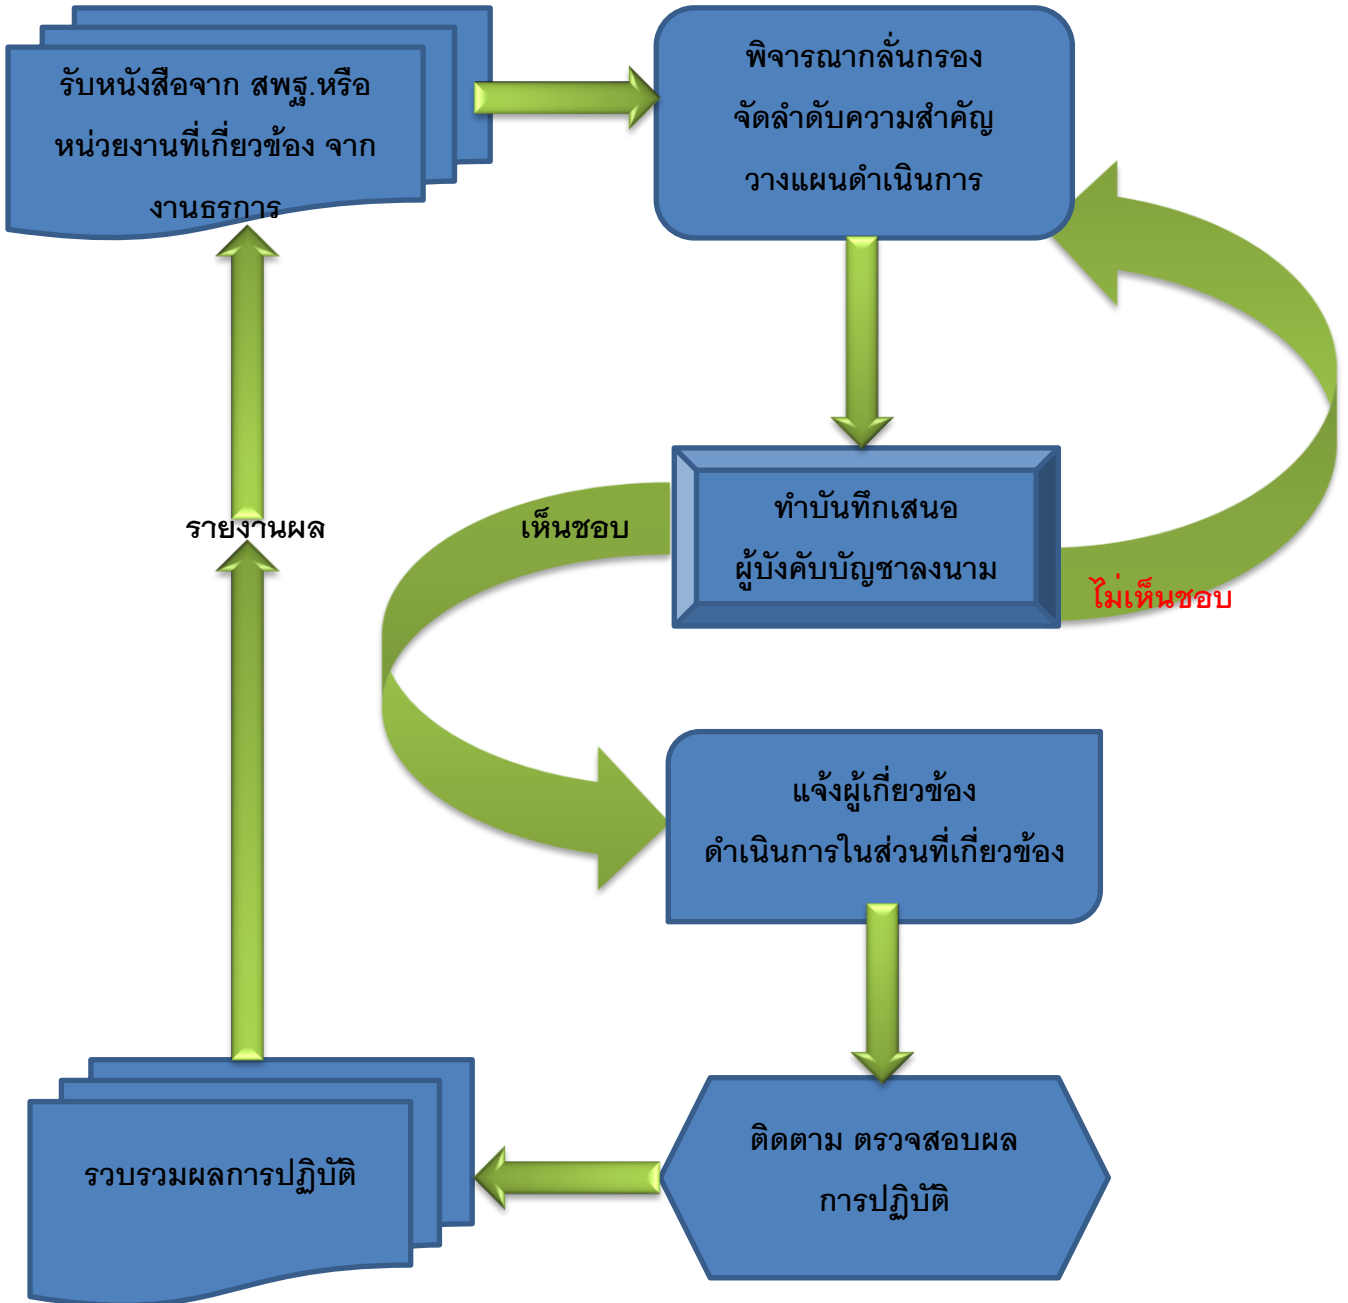 รับหนังสือจาก สพฐ.หรือ
หน่วยงานที่เกี่ยวข้อง จาก
งานธรการ
พิจารณากลั่นกรอง
จัดลำดับความสำคัญ
วางแผนดำเนินการ
ทำบันทึกเสนอ
ผู้บังคับบัญชาลงนาม
เห็นชอบ
ไม่เห็นชอบ
รายงานผล
แจ้งผู้เกี่ยวข้อง
ดำเนินการในส่วนที่เกี่ยวข้อง
ติดตาม ตรวจสอบผล
การปฏิบัติ
รวบรวมผลการปฏิบัติ